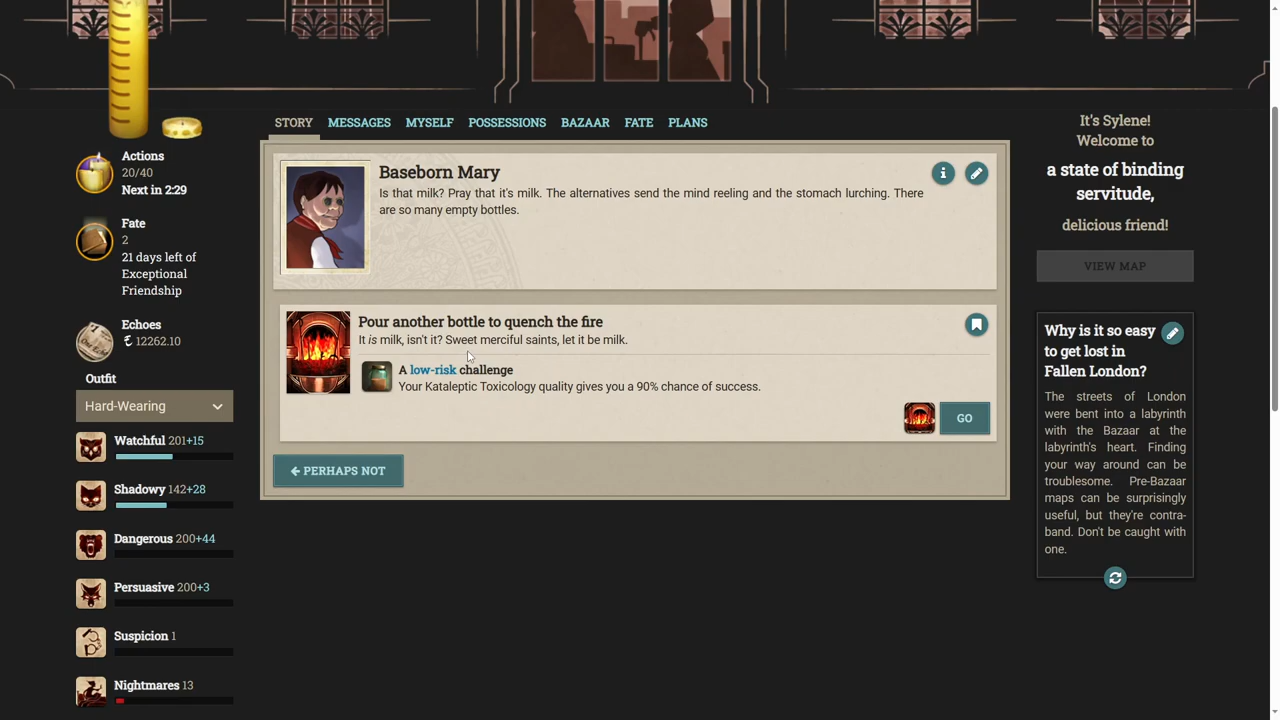 STORY MESSAGES MYSELF POSSESSIONS BAZAAR FATE PLANS
Actions
20/40
Next in 2:29
Fate
2
21 days left of
Exceptional
Friendship
Echoes
12262.10
Outfit
Hard-Wearing
Watchful 201+15
Shadowy 142+28
Dangerous 200+44
Persuasive 200+3
Suspicion 1
Nightmares 13
Baseborn Mary
Is that milk? Pray that it's milk. The alternatives send the mind reeling and the stomach lurching. There
are so many empty bottles.
Pour another bottle to quench the fire
It is milk, isn't it? Sweet merciful saints, let it be milk.
A low-risk challenge
Your Kataleptic Toxicology quality gives you a 90% chance of success.
GO
PERHAPS NOT
It's Sylene!
Welcome to
a state of binding
servitude,
delicious friend!
VIEW MAP
Why is it so easy
to get lost in
Fallen London?
The streets of London
were bent into a labyrinth
with the Bazaar at the
labyrinth's heart. Finding
your way around can be
troublesome. Pre-Bazaar
maps can be surprisingly
useful, but they're contra-
band. Don't be caught with
one.